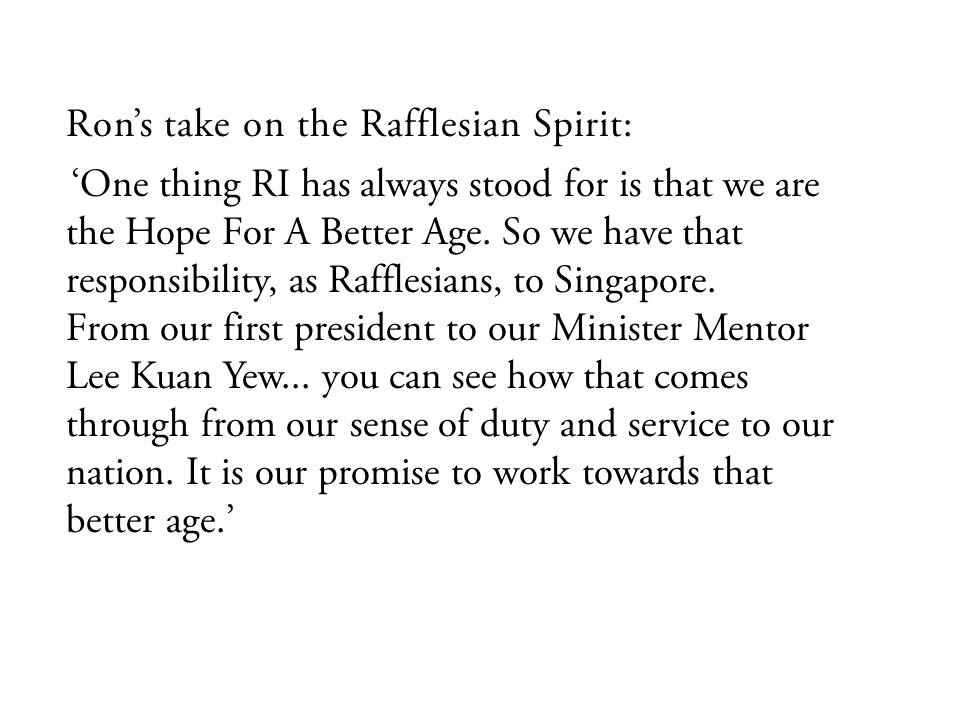 Ron’s take on the Rafflesian Spirit:
‘One thing RI has always stood for is that we are
the Hope For A Better Age. So we have that
responsibility, as Rafflesians, to Singapore.
From our first president to our Minister Mentor
Lee Kuan Yew... you can see how that comes
through from our sense of duty and service to our
nation. It is our promise to work towards that
better age.’